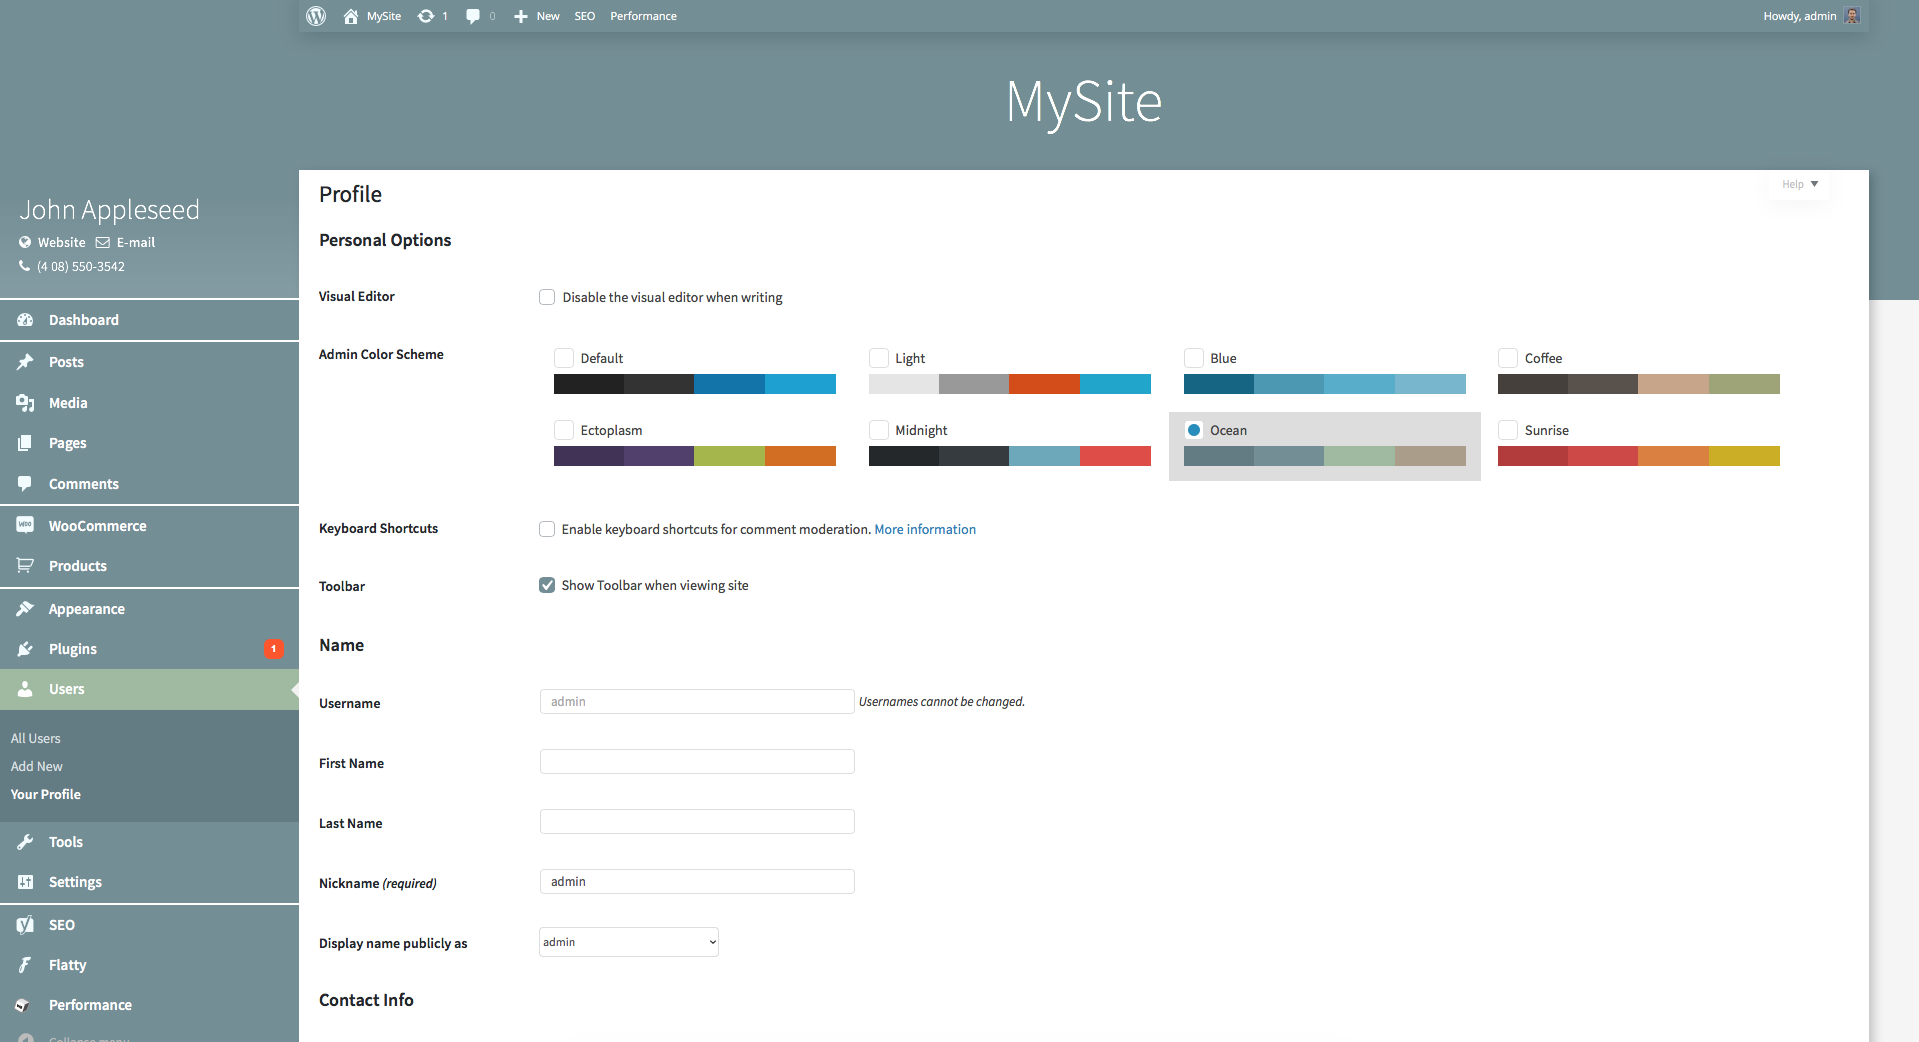 MySite 1 0 New SEO Performance
Howdy, admin
MySite
John Appleseed
Website E-mail
(4 08) 550-3542
Dashboard
Posts
Media
Pages
Comments
WooCommerce
Products
Appearance
Plugins 1
Users
All Users
Add New
Your Profile
Tools
Settings
SEO
Flatty
Performance
Collapse menu
Profile
Help
Personal Options
Visual Editor Disable the visual editor when writing
Admin Color Scheme
Default Light Blue Coffee
Ectoplasm Midnight Ocean Sunrise
Keyboard Shortcuts Enable keyboard shortcuts for comment moderation. More information
Toolbar Show Toolbar when viewing site
Name
Username admin Usernames cannot be changed.
First Name
Last Name
Nickname (required) admin
Display name publicly as admin
Contact Info